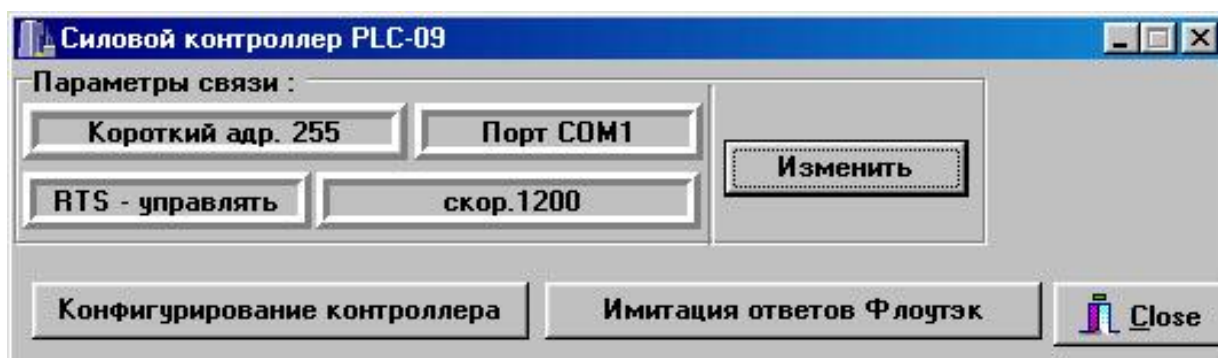 Силовой контроллер PLC-09
Параметры связи :
Короткий адр. 255
Порт COM1
Изменить
RTS - управлять
скор.1200
Конфигурирование контроллера
Имитация ответов Флоутэк
Close